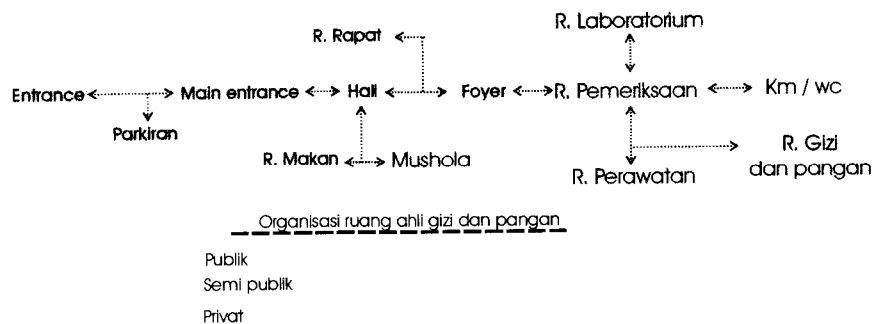 R. Laboratorium
R. Rapat
Entrance Main entrance Hall Foyer R. Pemeriksaan Km / wc
Parkiran
R. Makan Mushola
R. Gizi
dan pangan
R. Perawatan
Organisasi ruang ahli gizi dan pangan
Publik
Semi publik
Privat